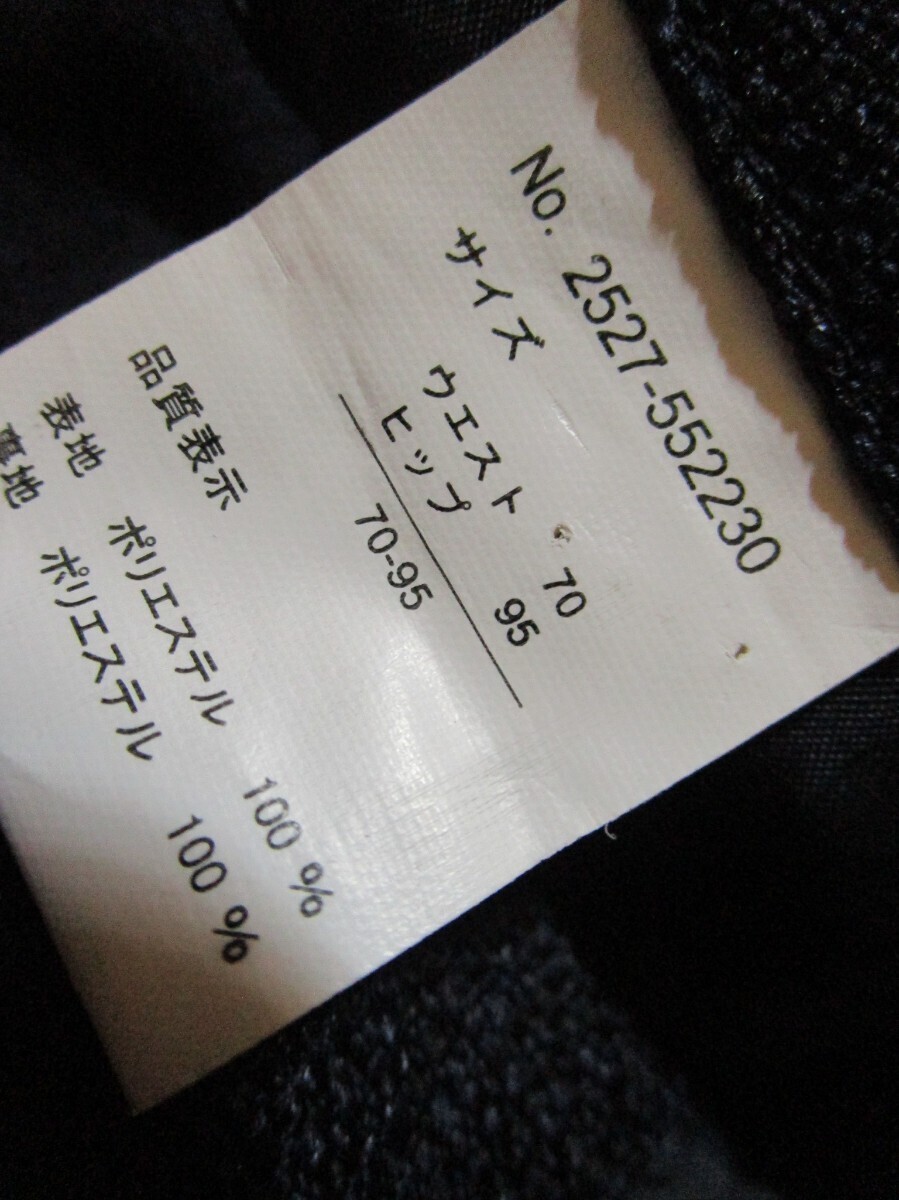 No. 2527-552230
サイズ
ウエスト 70
ヒップ 95
70-95
品質表示
表地 ポリエステル 100 %
裏地 ポリエステル 100 %